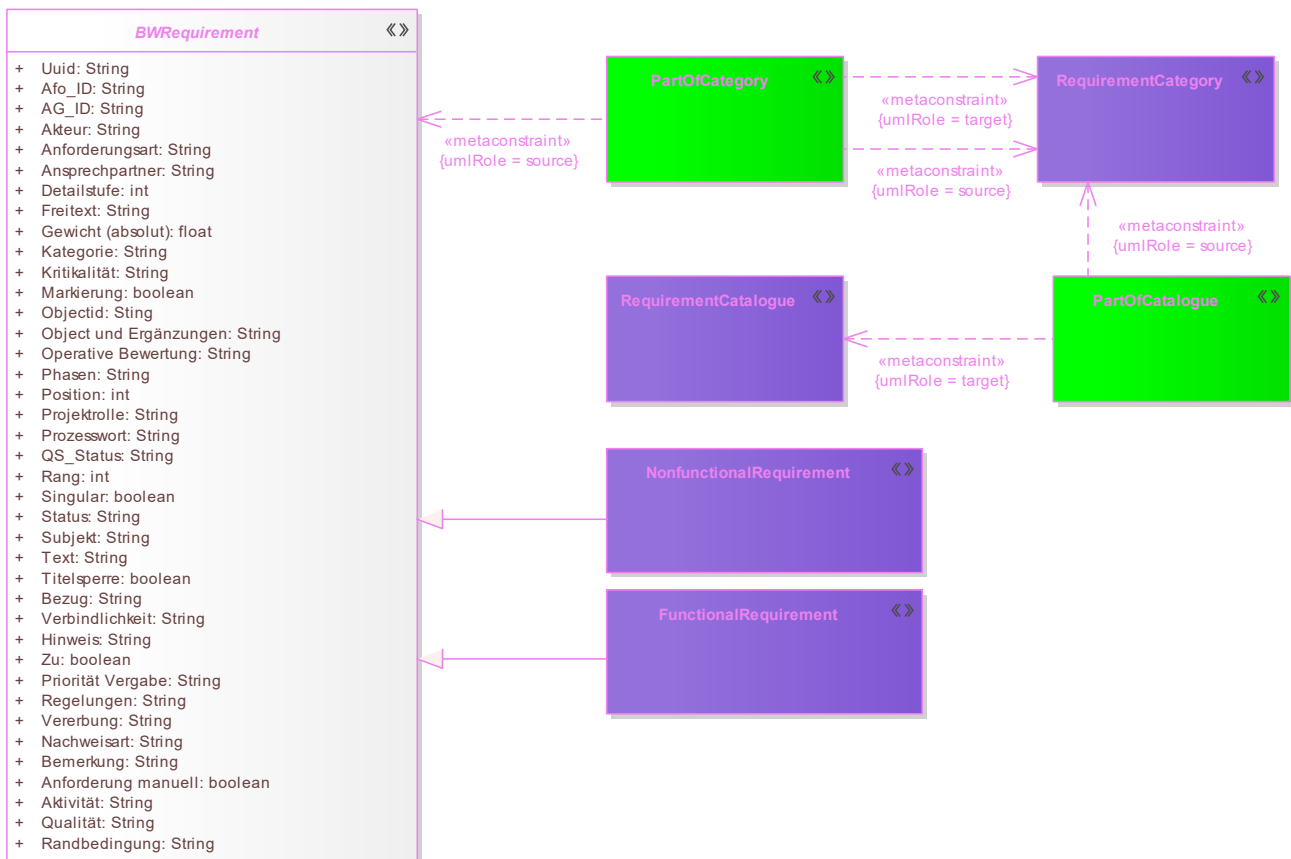 BWRequirement
«»
+ Uuid: String
+ Afo_ID: String
+ AG_ID: String
+ Akteur: String
+ Anforderungsart: String
+ Ansprechpartner: String
+ Detailstufe: int
+ Freitext: String
+ Gewicht (absolut): float
+ Kategorie: String
+ Kritikalität: String
+ Markierung: boolean
+ Objectid: Sting
+ Object und Ergänzungen: String
+ Operative Bewertung: String
+ Phasen: String
+ Position: int
+ Projektrolle: String
+ Prozesswort: String
+ QS_Status: String
+ Rang: int
+ Singular: boolean
+ Status: String
+ Subjekt: String
+ Text: String
+ Titelsperre: boolean
+ Bezug: String
+ Verbindlichkeit: String
+ Hinweis: String
+ Zu: boolean
+ Priorität Vergabe: String
+ Regelungen: String
+ Vererbung: String
+ Nachweisart: String
+ Bemerkung: String
+ Anforderung manuell: boolean
+ Aktivität: String
+ Qualität: String
+ Randbedingung: String
«metaconstraint»
{umlRole = source}
PartOfCategory
«»
«metaconstraint»
{umlRole = target}
«metaconstraint»
{umlRole = source}
RequirementCategory
«»
«metaconstraint»
{umlRole = source}
RequirementCatalogue
«»
«metaconstraint»
{umlRole = target}
PartOfCatalogue
«»
NonfunctionalRequirement
«»
FunctionalRequirement
«»